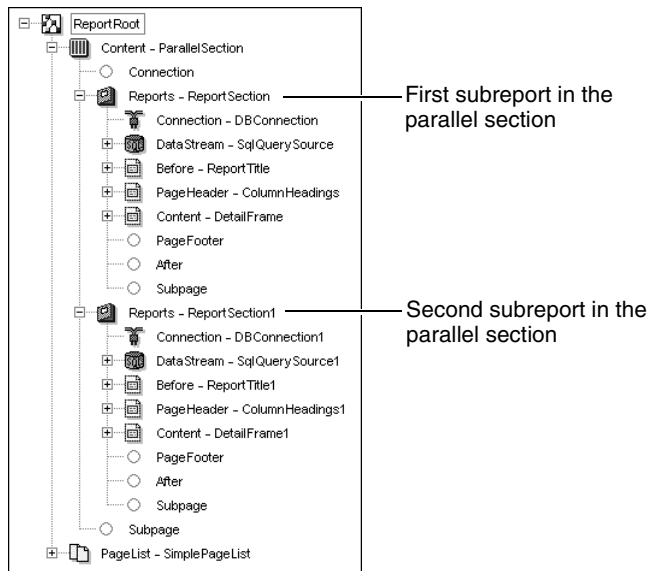 ReportRoot
Content - ParallelSection
Connection
Reports - ReportSection
First subreport in the
parallel section
Connection - DBConnection
DataStream - SqlQuerySource
Before - ReportTitle
PageHeader - ColumnHeadings
Content - DetailFrame
PageFooter
After
Subpage
Reports - ReportSection1
Second subreport in the
parallel section
Connection - DBConnection1
DataStream - SqlQuerySource1
Before - ReportTitle1
PageHeader - ColumnHeadings1
Content - DetailFrame1
PageFooter
After
Subpage
Subpage
PageList - SimplePageList